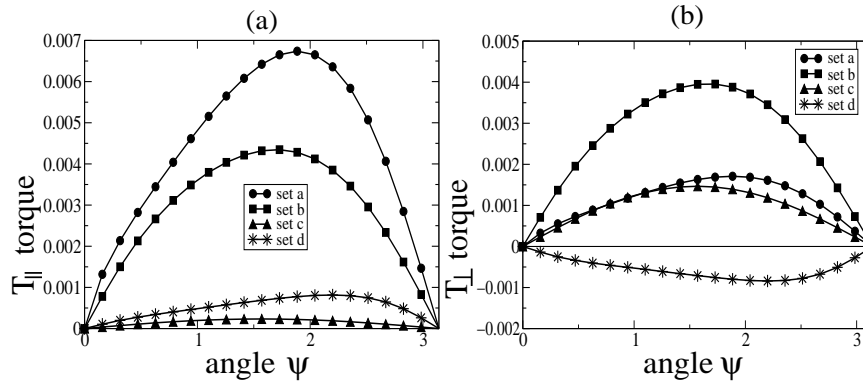 (a)
0.007
0.006
0.005
0.004
0.003
0.002
0.001
0
T∥ torque
set a
set b
set c
set d
0
1
2
3
angle ψ
(b)
0.005
0.004
0.003
0.002
0.001
0
−0.001
−0.002
T⊥ torque
set a
set b
set c
set d
0
1
2
3
angle ψ